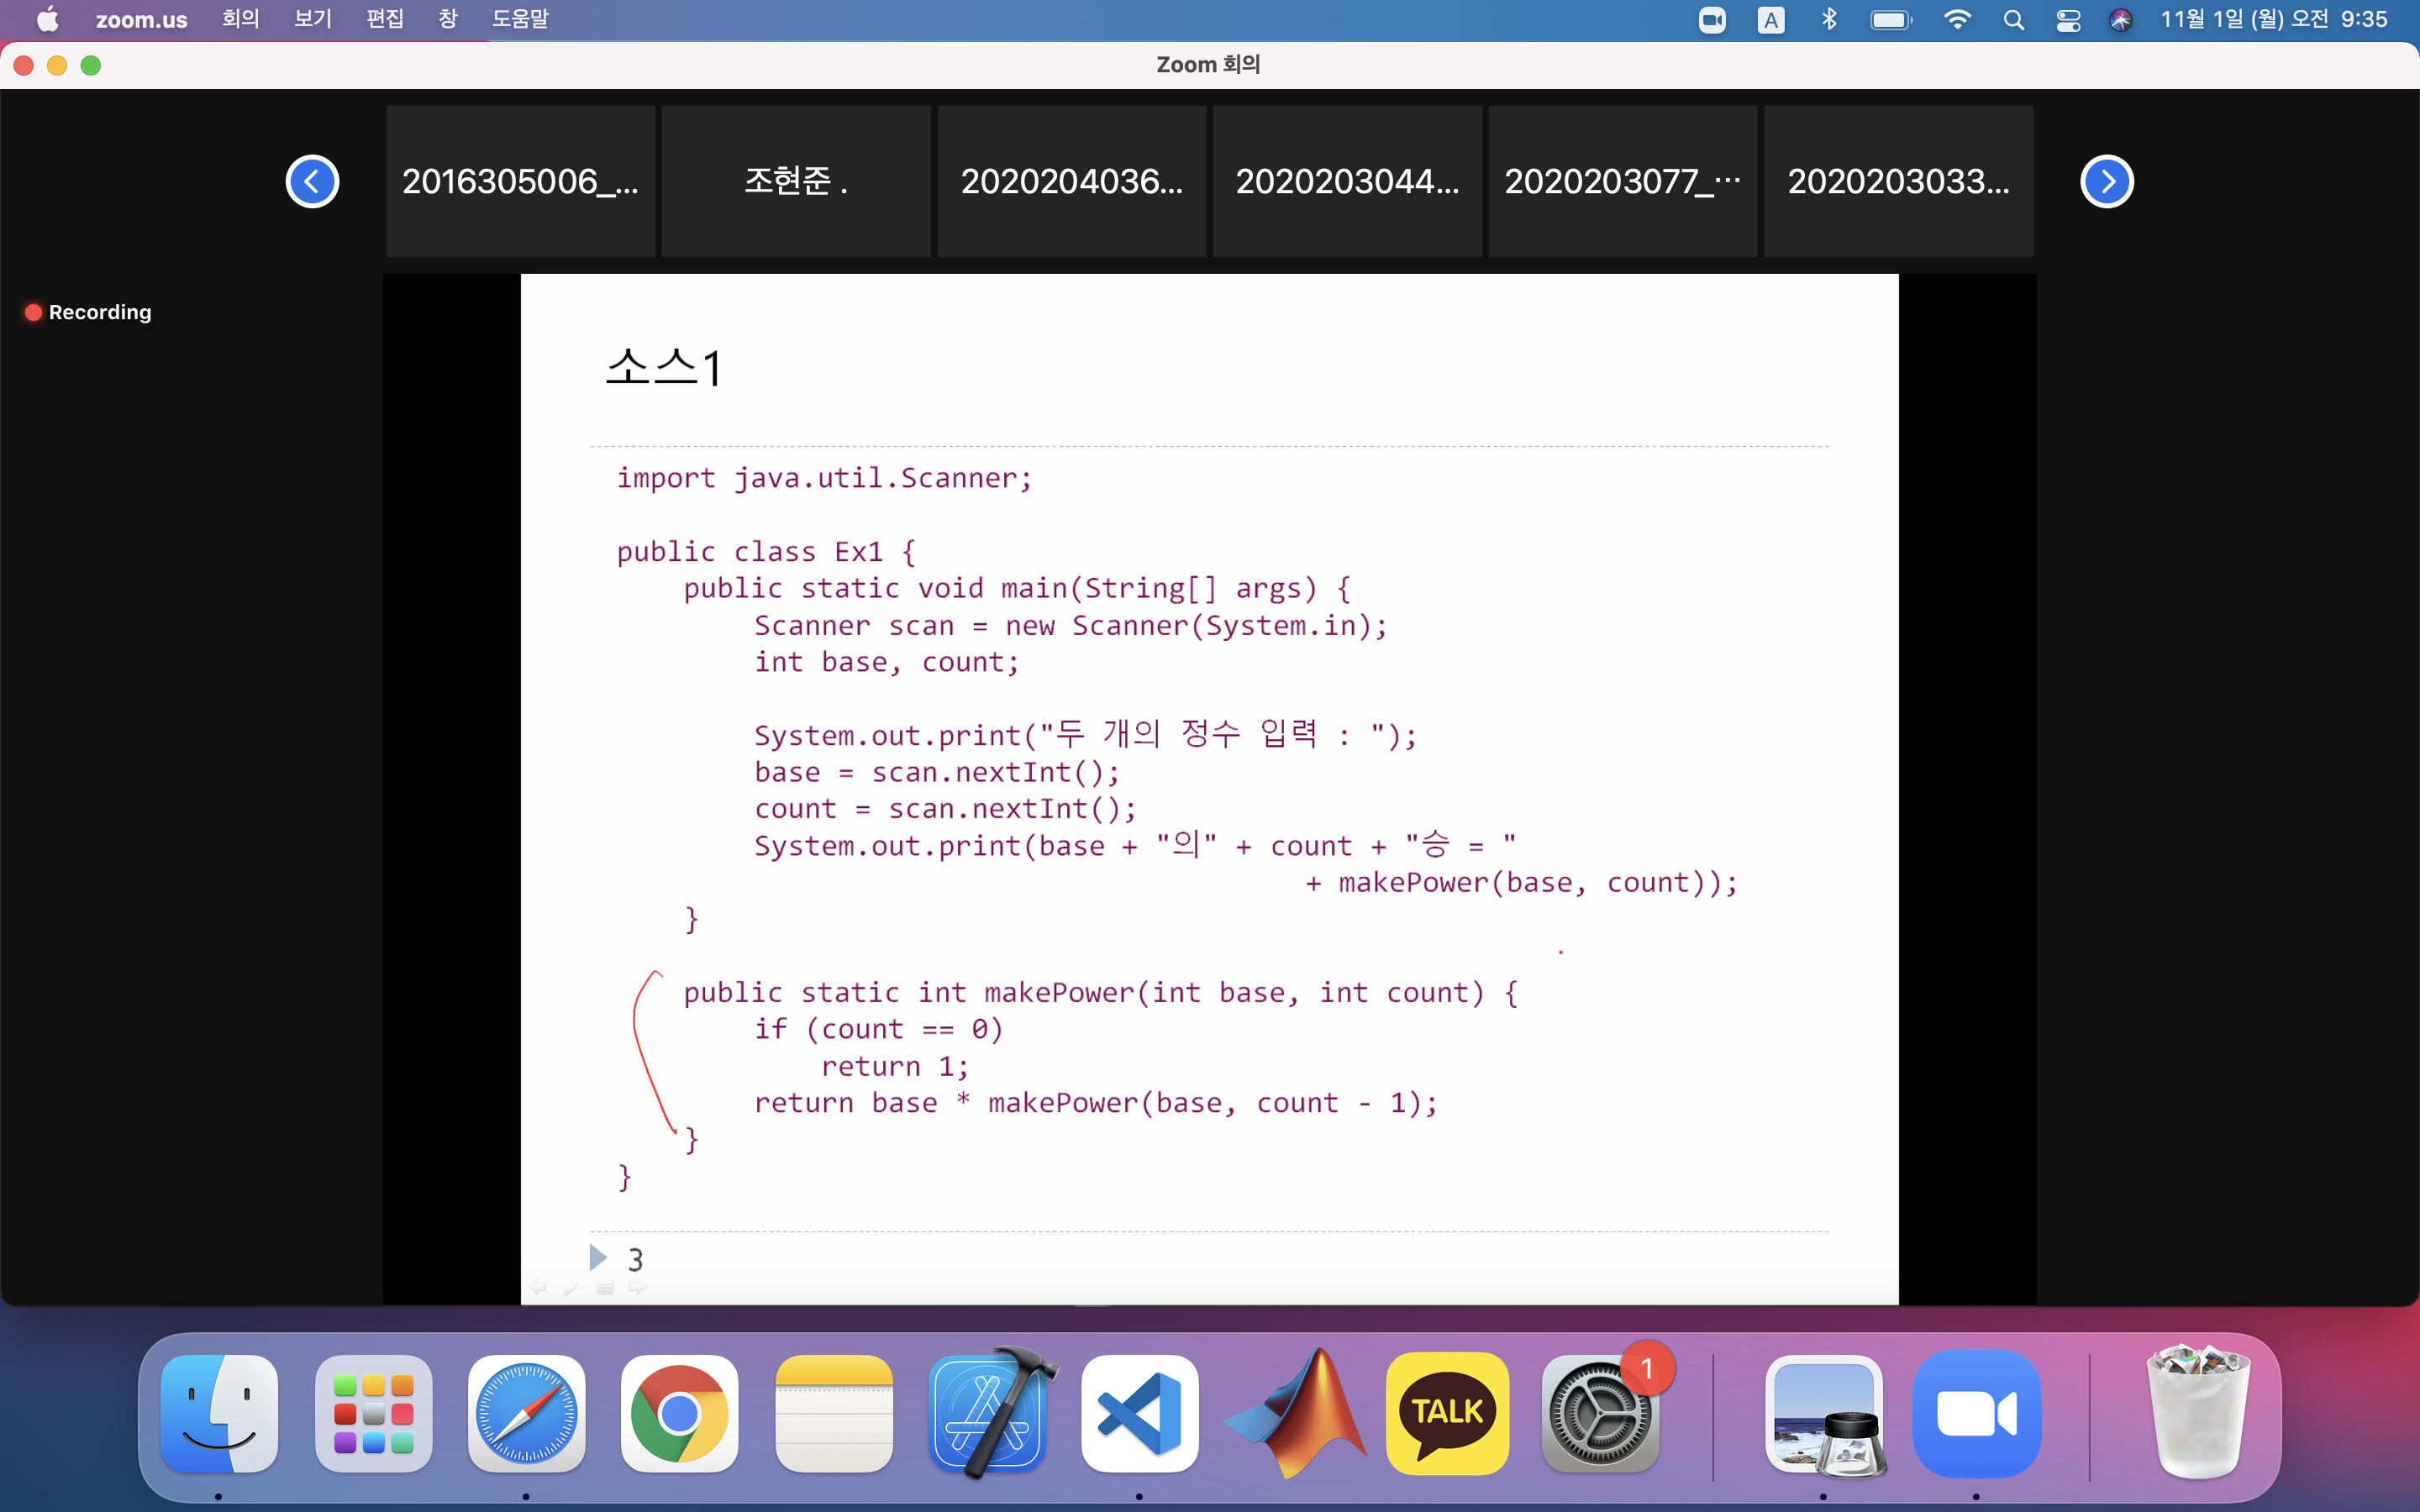 zoom.us 회의 보기 편집 창 도움말 A 11월 1일 (월) 오전 9:35
Zoom 회의
2016305006_... 조현준 . 2020204036... 2020203044... 2020203077_... 2020203033...
Recording
소스1
import java.util.Scanner;
public class Ex1 {
public static void main(String[] args) {
Scanner scan = new Scanner(System.in);
int base, count;
System.out.print("두 개의 정수 입력 : ");
base = scan.nextInt();
count = scan.nextInt();
System.out.print(base + "의" + count + "승 = "
+ makePower(base, count));
}
public static int makePower(int base, int count) {
if (count == 0)
return 1;
return base * makePower(base, count - 1);
}
}
3
TALK 1